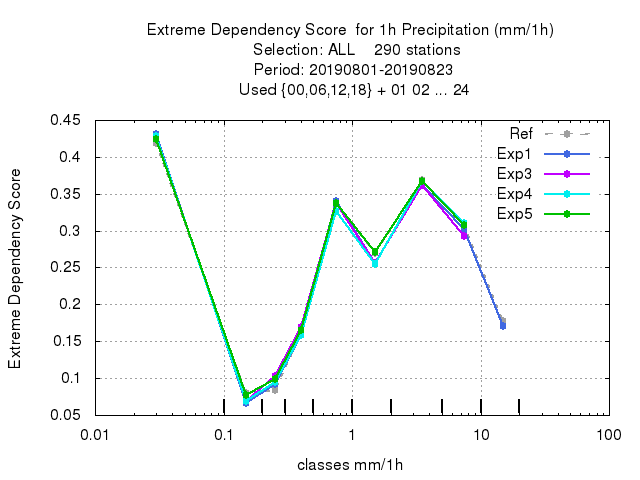 Extreme Dependency Score  for 1h Precipitation (mm/1h)
Selection: ALL    290 stations
Period: 20190801-20190823
Used {00,06,12,18} + 01 02 ... 24
Extreme Dependency Score
0.45
0.4
0.35
0.3
0.25
0.2
0.15
0.1
0.05
Ref
Exp1
Exp3
Exp4
Exp5
0.01 0.1 1 10 100
classes mm/1h